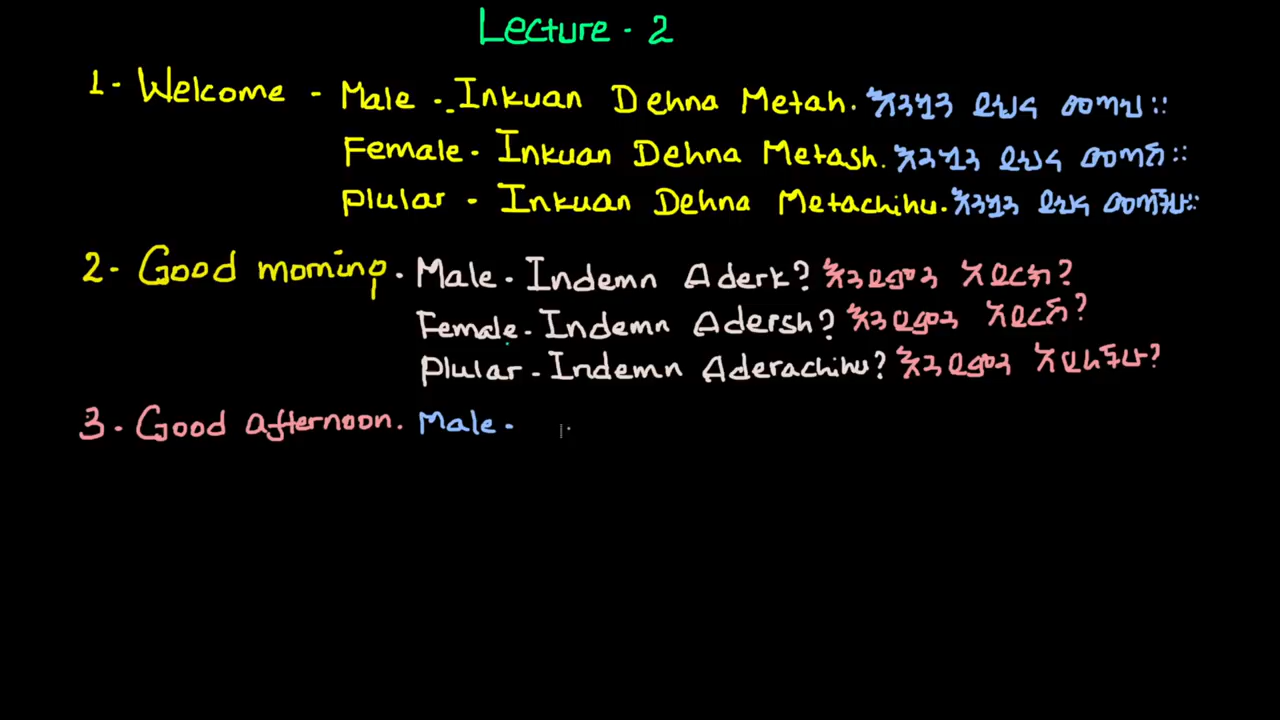 Lecture - 2
1- Welcome - Male - Inkuan Dehna Metah. እንኳን ደህና መጣህ።
Female - Inkuan Dehna Metash. እንኳን ደህና መጣሽ።
Plular - Inkuan Dehna Metachihu. እንኳን ደህና መጣችሁ።
2- Good morning. Male - Indemn Aderk? እንደምን አደርክ?
Female - Indemn Adersh? እንደምን አደርሽ?
Plular - Indemn Aderachihu? እንደምን አደራችሁ?
3. Good afternoon. Male -